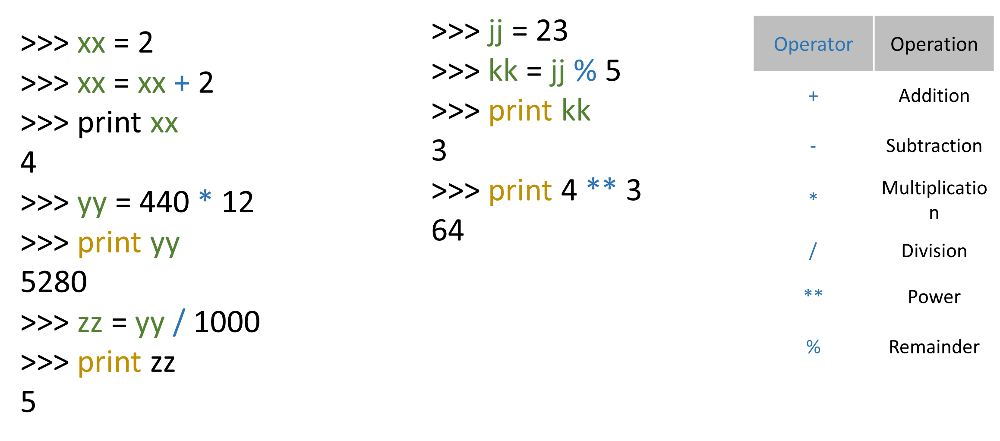 >>> xx = 2
>>> xx = xx + 2
>>> print xx
4
>>> yy = 440 * 12
>>> print yy
5280
>>> zz = yy / 1000
>>> print zz
5
>>> jj = 23
>>> kk = jj % 5
>>> print kk
3
>>> print 4 ** 3
64
Operator Operation
+ Addition
- Subtraction
* Multiplicatio
n
/ Division
** Power
% Remainder